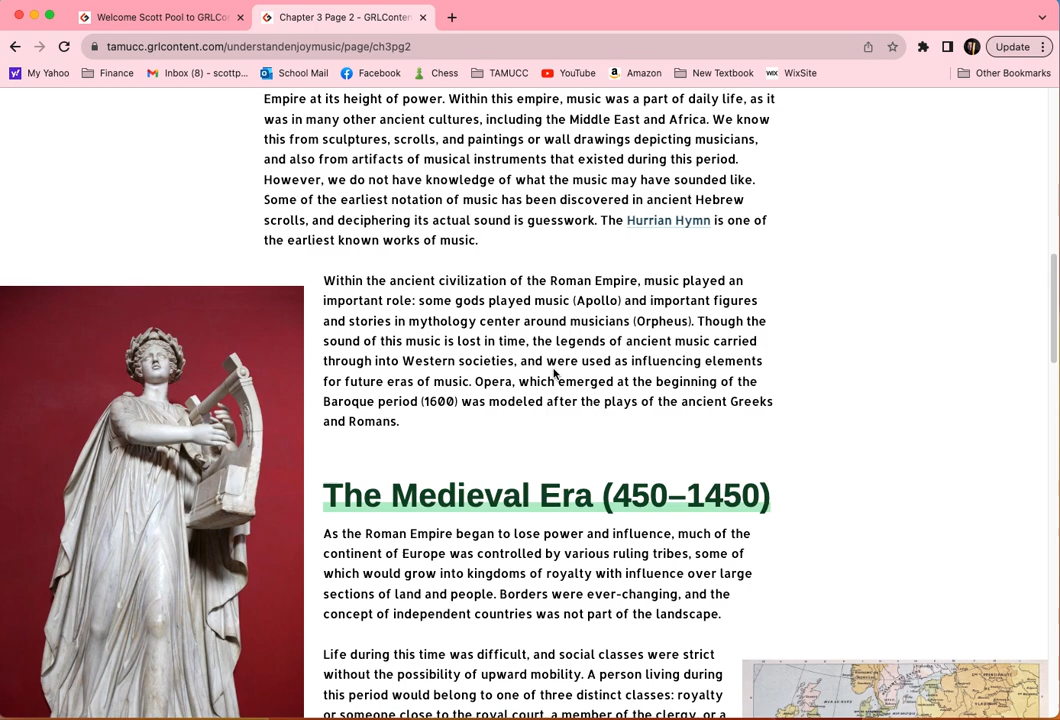 Welcome Scott Pool to GRLCo
Chapter 3 Page 2 - GRLConten
tamucc.grlcontent.com/understandenjoymusic/page/ch3pg2
Update
My Yahoo
Finance
Inbox (9) - scottp...
School Mail
Facebook
Chess
TAMUCC
YouTube
Amazon
New Textbook
WIX
WixSite
Other Bookmarks
Empire at its height of power. Within this empire, music was a part of daily life, as it
was in many other ancient cultures, including the Middle East and Africa. We know
this from sculptures, scrolls, and paintings or wall drawings depicting musicians,
and also from artifacts of musical instruments that existed during this period.
However, we do not have knowledge of what the music may have sounded like.
Some of the earliest notation of music has been discovered in ancient Hebrew
scrolls, and deciphering its actual sound is guesswork. The Hurrian Hymn is one of
the earliest known works of music.
Within the ancient civilization of the Roman Empire, music played an
important role: some gods played music (Apollo) and important figures
and stories in mythology center around musicians (Orpheus). Though the
sound of this music is lost in time, the legends of ancient music carried
through into Western societies, and were used as influencing elements
for future eras of music. Opera, which emerged at the beginning of the
Baroque period (1600) was modeled after the plays of the ancient Greeks
and Romans.
The Medieval Era (450–1450)
As the Roman Empire began to lose power and influence, much of the
continent of Europe was controlled by various ruling tribes, some of
which would grow into kingdoms of royalty with influence over large
sections of land and people. Borders were ever-changing, and the
concept of independent countries was not part of the landscape.
Life during this time was difficult, and social classes were strict
without the possibility of upward mobility. A person living during
this period would belong to one of three distinct classes: royalty
or someone close to the royal court, a member of the clergy, or a